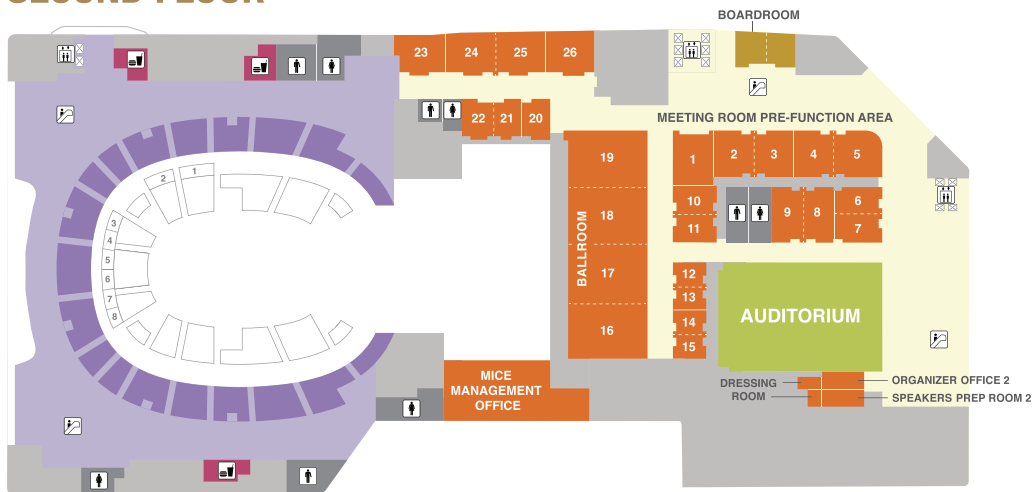 SECOND FLOOR
BOARDROOM
23
24
25
26
22
21
20
MEETING ROOM PRE-FUNCTION AREA
1
2
3
4
5
10
11
9
8
6
7
19
18
17
16
BALLROOM
2
1
3
4
5
6
7
8
12
13
14
15
AUDITORIUM
MICE
MANAGEMENT
OFFICE
DRESSING
ROOM
ORGANIZER OFFICE 2
SPEAKERS PREP ROOM 2